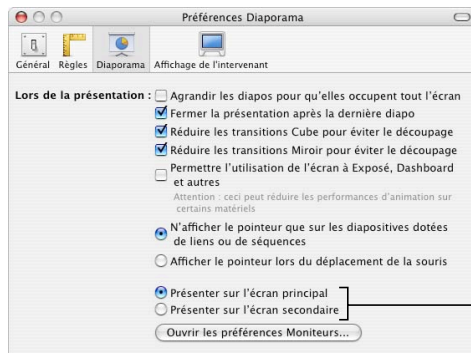 Préférences Diaporama
Général Règles Diaporama Affichage de l'intervenant
Lors de la présentation : Agrandir les diapos pour qu'elles occupent tout l'écran
Fermer la présentation après la dernière diapo
Réduire les transitions Cube pour éviter le découpage
Réduire les transitions Miroir pour éviter le découpage
Permettre l'utilisation de l'écran à Exposé, Dashboard
et autres
Attention : ceci peut réduire les performances d'animation sur
certains matériels
N'afficher le pointeur que sur les diapositives dotées
de liens ou de séquences
Afficher le pointeur lors du déplacement de la souris
Présenter sur l'écran principal
Présenter sur l'écran secondaire
Ouvrir les préférences Moniteurs...